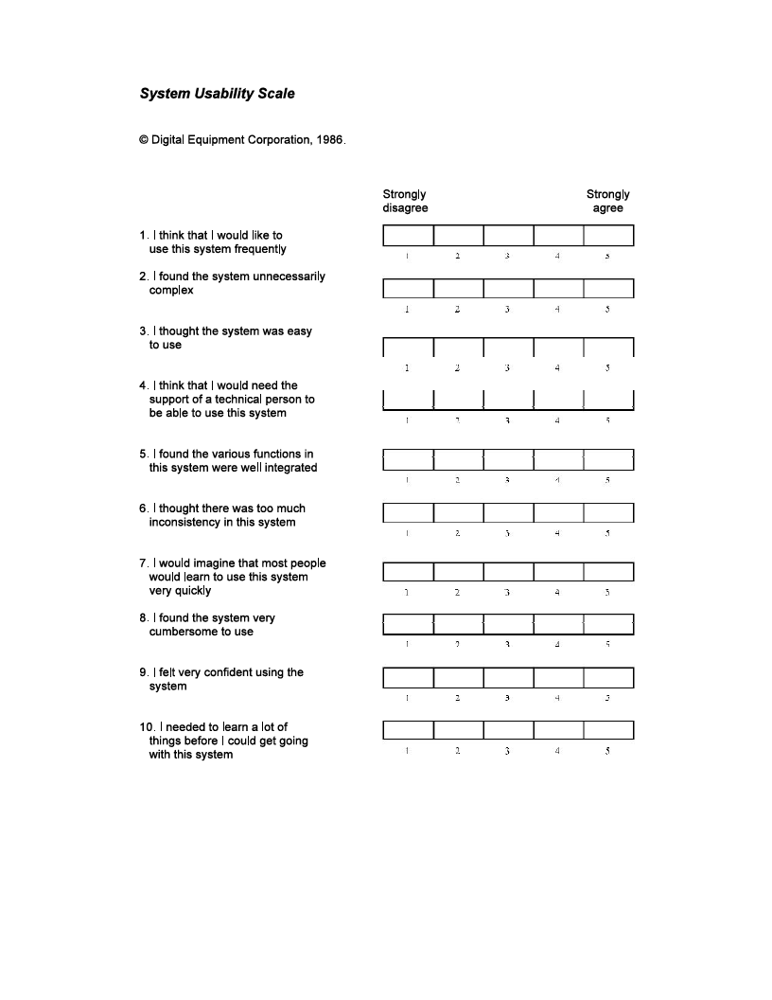 System Usability Scale
© Digital Equipment Corporation, 1986.
Strongly disagree
Strongly agree
1. I think that I would like to
use this system frequently
1 2 3 4 5
2. I found the system unnecessarily
complex
1 2 3 4 5
3. I thought the system was easy
to use
1 2 3 4 5
4. I think that I would need the
support of a technical person to
be able to use this system
1 2 3 4 5
5. I found the various functions in
this system were well integrated
1 2 3 4 5
6. I thought there was too much
inconsistency in this system
1 2 3 4 5
7. I would imagine that most people
would learn to use this system
very quickly
1 2 3 4 5
8. I found the system very
cumbersome to use
1 2 3 4 5
9. I felt very confident using the
system
1 2 3 4 5
10. I needed to learn a lot of
things before I could get going
with this system
1 2 3 4 5